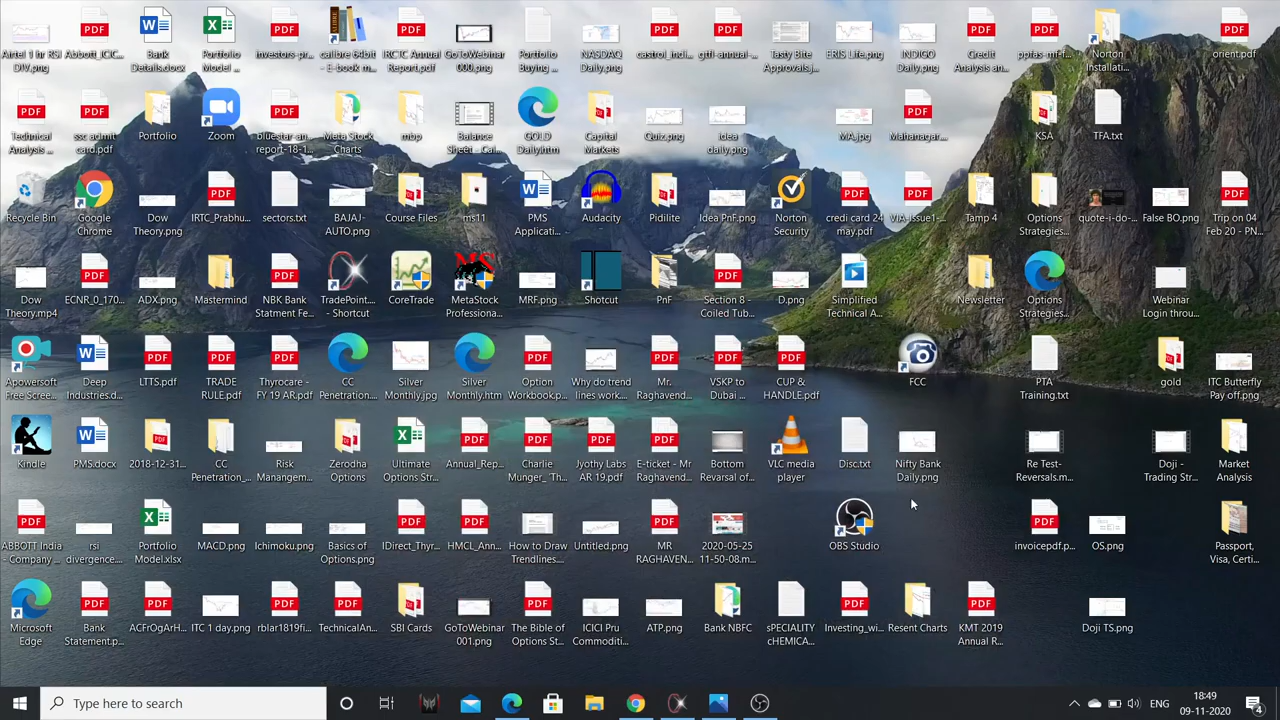 Airtel 1 hr RSI
DIY.png
Abbott_ICIC...
Bank
Details.docx
Portfolio
Model ...
investors-pr...
calibre 64bit
- E-book m...
IRCTC Annual
Report.pdf
GoToWebinar
000.png
Portfolio
Buying ...
NASDAQ
Daily.png
castrol_indi...
gtfl-annual-...
Tasty Bite
Approvals.j...
ERIS Life.png
INDIGO
Daily.png
Credit
Analysis an...
ppfas-mf-f...
Norton
Installati...
orient.pdf
Technical
Analysis ...
ssc admit
card.pdf
Portfolio
Zoom
bluestar-an...
report-18-1...
Meta Stock
Charts
mbp
Balance
Sheet _ Cal...
GOLD
Daily.htm
Capital
Markets
Quiz.png
Idea
daily.png
MA.jpg
Mahanagar...
KSA
TFA.txt
Recycle Bin
Google
Chrome
Dow
Theory.png
IRTC_Prabhu...
sectors.txt
BAJAJ-
AUTO.png
Course Files
ms11
PMS
Applicati...
Audacity
Pidilite
Idea PnF.png
Norton
Security
credi card 24
may.pdf
VIA-Issue1-...
Tamp 4
Options
Strategies...
quote-i-do-...
False BO.png
Trip on 04
Feb 20 - PN...
Dow
Theory.mp4
ECNR_0_170...
ADX.png
Mastermind
NBK Bank
Statment Fe...
TradePoint....
- Shortcut
CoreTrade
MetaStock
Professiona...
MRF.png
Shotcut
PnF
Section 8 -
Coiled Tub...
D.png
Simplified
Technical A...
Newsletter
Options
Strategies...
Webinar
Login throu...
Apowersoft
Free Scree...
Deep
Industries.d...
LTTS.pdf
TRADE
RULE.pdf
Thyrocare -
FY 19 AR.pdf
CC
Penetration....
Silver
Monthly.jpg
Silver
Monthly.htm
Option
Workbook.p...
Why do trend
lines work....
Mr.
Raghavend...
VSKP to
Dubai ...
CUP &
HANDLE.pdf
FCC
PTA
Training.txt
gold
ITC Butterfly
Pay off.png
Kindle
PMS.docx
2018-12-31...
CC
Penetration_...
Risk
Manangem...
Zerodha
Options
Ultimate
Options Str...
Annual_Rep...
Charlie
Munger_ Th...
Jyothy Labs
AR 19.pdf
E-ticket - Mr
Raghavend...
Bottom
Revarsal of...
VLC media
player
Disc.txt
Nifty Bank
Daily.png
Re Test-
Reversals.m...
Doji -
Trading Str...
Market
Analysis
ABBOTT India
Company ...
rsi
divergence....
Portfolio
Model.xlsx
MACD.png
Ichimoku.png
Basics of
Options.png
IDirect_Thyr...
HMCL_Ann...
How to Draw
Trendlines....
Untitled.png
MR
RAGHAVEN...
2020-05-25
11-50-08.m...
OBS Studio
invoicepdf.p...
OS.png
Passport,
Visa, Certi...
Microsoft
Edge
Bank
Statement.p...
ACFrOgArH...
ITC 1 day.png
rblar1819fi...
TechnicalAn...
SBI Cards
GoToWebinar
001.png
The Bible of
Options St...
ICICI Pru
Commoditi...
ATP.png
Bank NBFC
sPECIALITY
cHEMICA...
Investing_wi...
Resent Charts
KMT 2019
Annual R...
Doji TS.png
Type here to search
ENG
18:49
09-11-2020
4